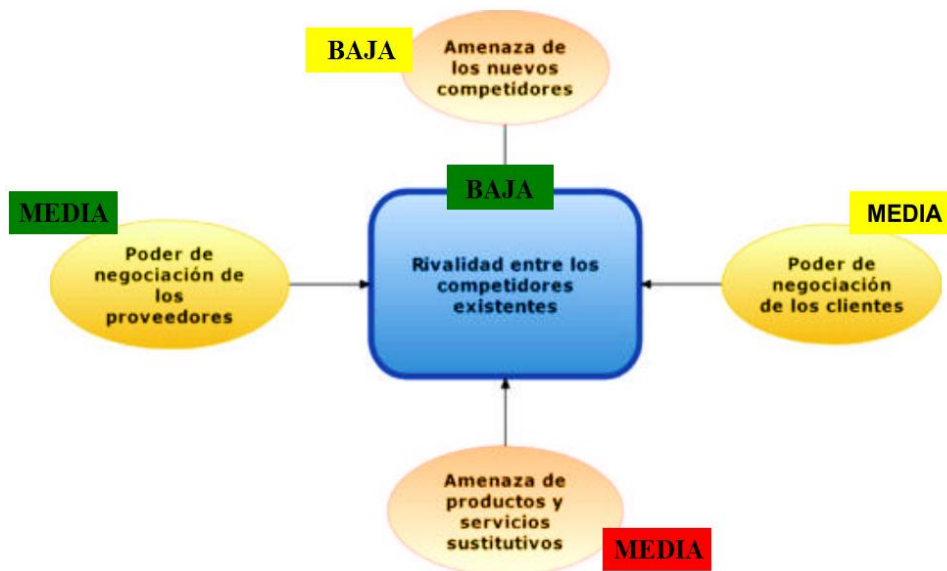 BAJA
Amenaza de
los nuevos
competidores
BAJA
MEDIA
Poder de
negociación de
los
proveedores
Rivalidad entre los
competidores
existentes
MEDIA
Poder de
negociación
de los clientes
Amenaza de
productos y
servicios
sustitutivos
MEDIA